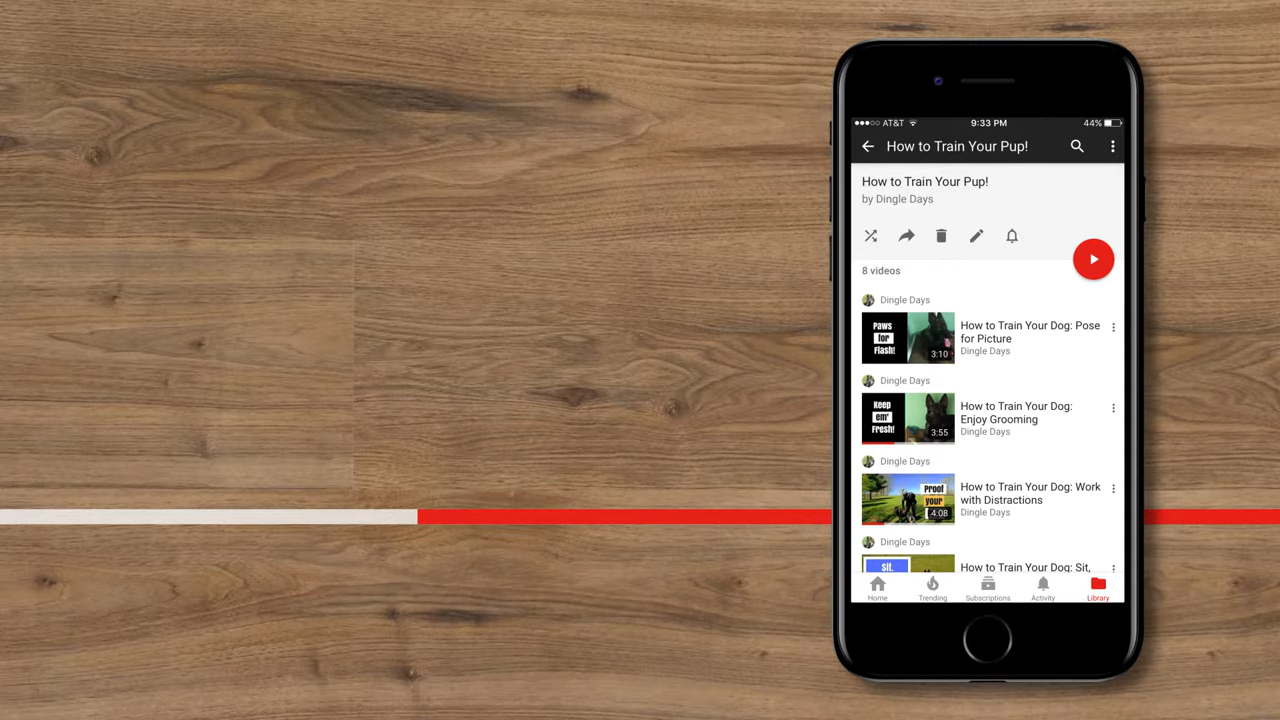 AT&T
9:33 PM
44%
How to Train Your Pup!
How to Train Your Pup!
by Dingle Days
8 videos
Dingle Days
Paws
for
Flash!
3:10
How to Train Your Dog: Pose
for Picture
Dingle Days
Dingle Days
Keep
em'
Fresh!
3:55
How to Train Your Dog:
Enjoy Grooming
Dingle Days
Dingle Days
Proof
your
4:08
How to Train Your Dog: Work
with Distractions
Dingle Days
Dingle Days
Sit,
How to Train Your Dog: Sit,
Home
Trending
Subscriptions
Activity
Library